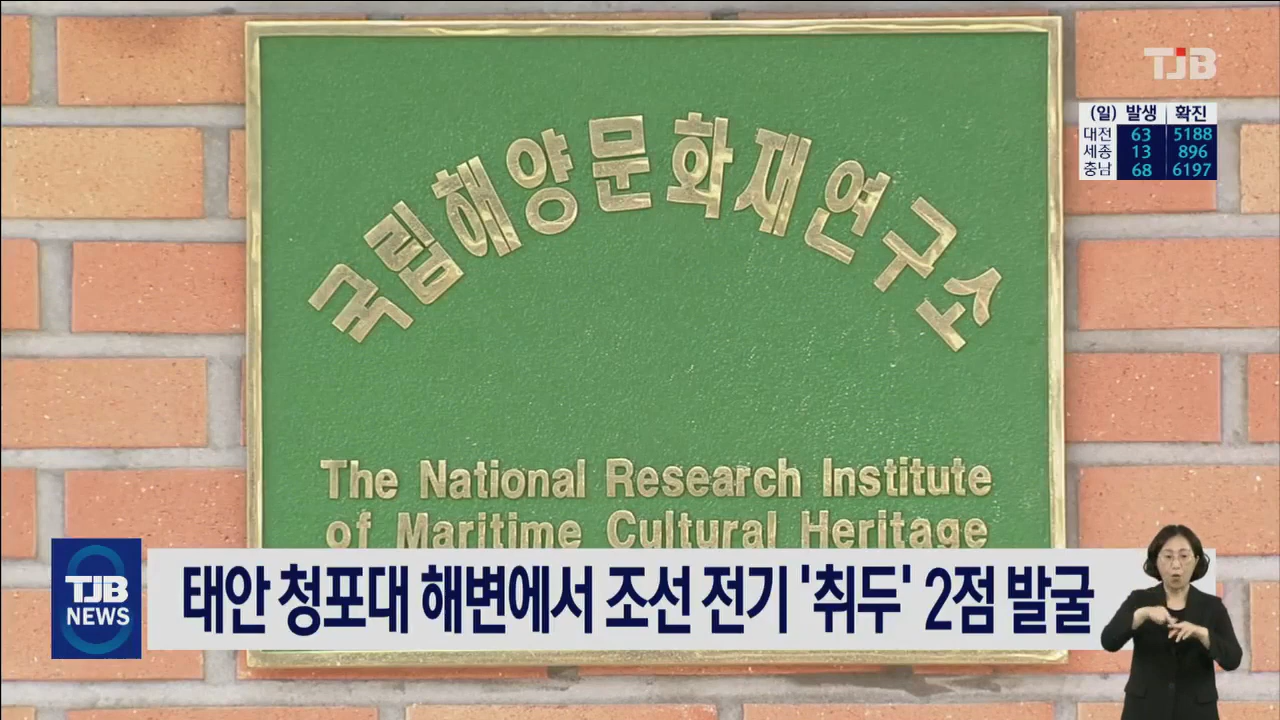 TJB
(일) 발생 확진
대전 63 5188
세종 13 896
충남 68 6197
국립해양문화재연구소
The National Research Institute
of Maritime Cultural Heritage
TJB
NEWS
8
태안 청포대 해변에서 조선 전기 '취두' 2점 발굴